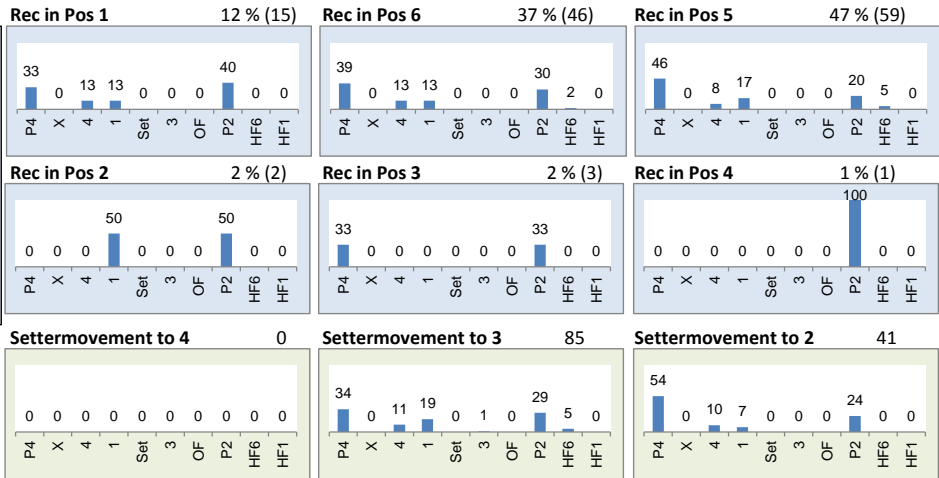 Rec in Pos 1 12 % (15)
33 0 13 13 0 0 0 40 0 0
P4 X 4 1 Set 3 OF P2 HF6 HF1
Rec in Pos 6 37 % (46)
39 0 13 13 0 0 0 30 2 0
P4 X 4 1 Set 3 OF P2 HF6 HF1
Rec in Pos 5 47 % (59)
46 0 8 17 0 0 0 20 5 0
P4 X 4 1 Set 3 OF P2 HF6 HF1
Rec in Pos 2 2 % (2)
0 0 0 50 0 0 0 50 0 0
P4 X 4 1 Set 3 OF P2 HF6 HF1
Rec in Pos 3 2 % (3)
33 0 0 0 0 0 0 33 0 0
P4 X 4 1 Set 3 OF P2 HF6 HF1
Rec in Pos 4 1 % (1)
0 0 0 0 0 0 0 100 0 0
P4 X 4 1 Set 3 OF P2 HF6 HF1
Settermovement to 4 0
0 0 0 0 0 0 0 0 0 0
P4 X 4 1 Set 3 OF P2 HF6 HF1
Settermovement to 3 85
34 0 11 19 0 1 0 29 5 0
P4 X 4 1 Set 3 OF P2 HF6 HF1
Settermovement to 2 41
54 0 10 7 0 0 0 24 0 0
P4 X 4 1 Set 3 OF P2 HF6 HF1